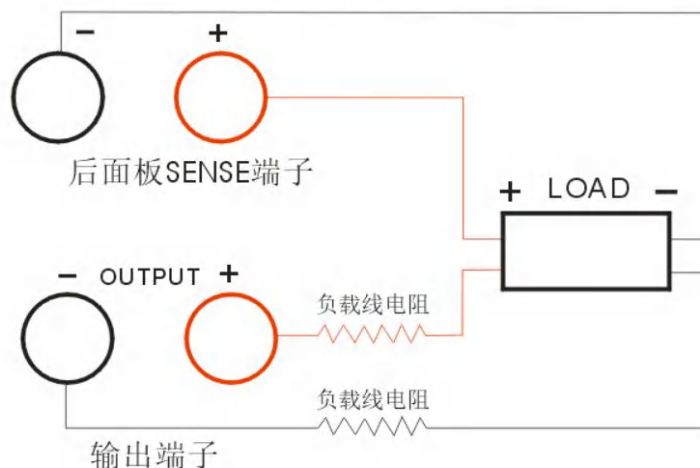 - +
后面板SENSE端子
+ LOAD -
- OUTPUT +
负载线电阻
负载线电阻
输出端子